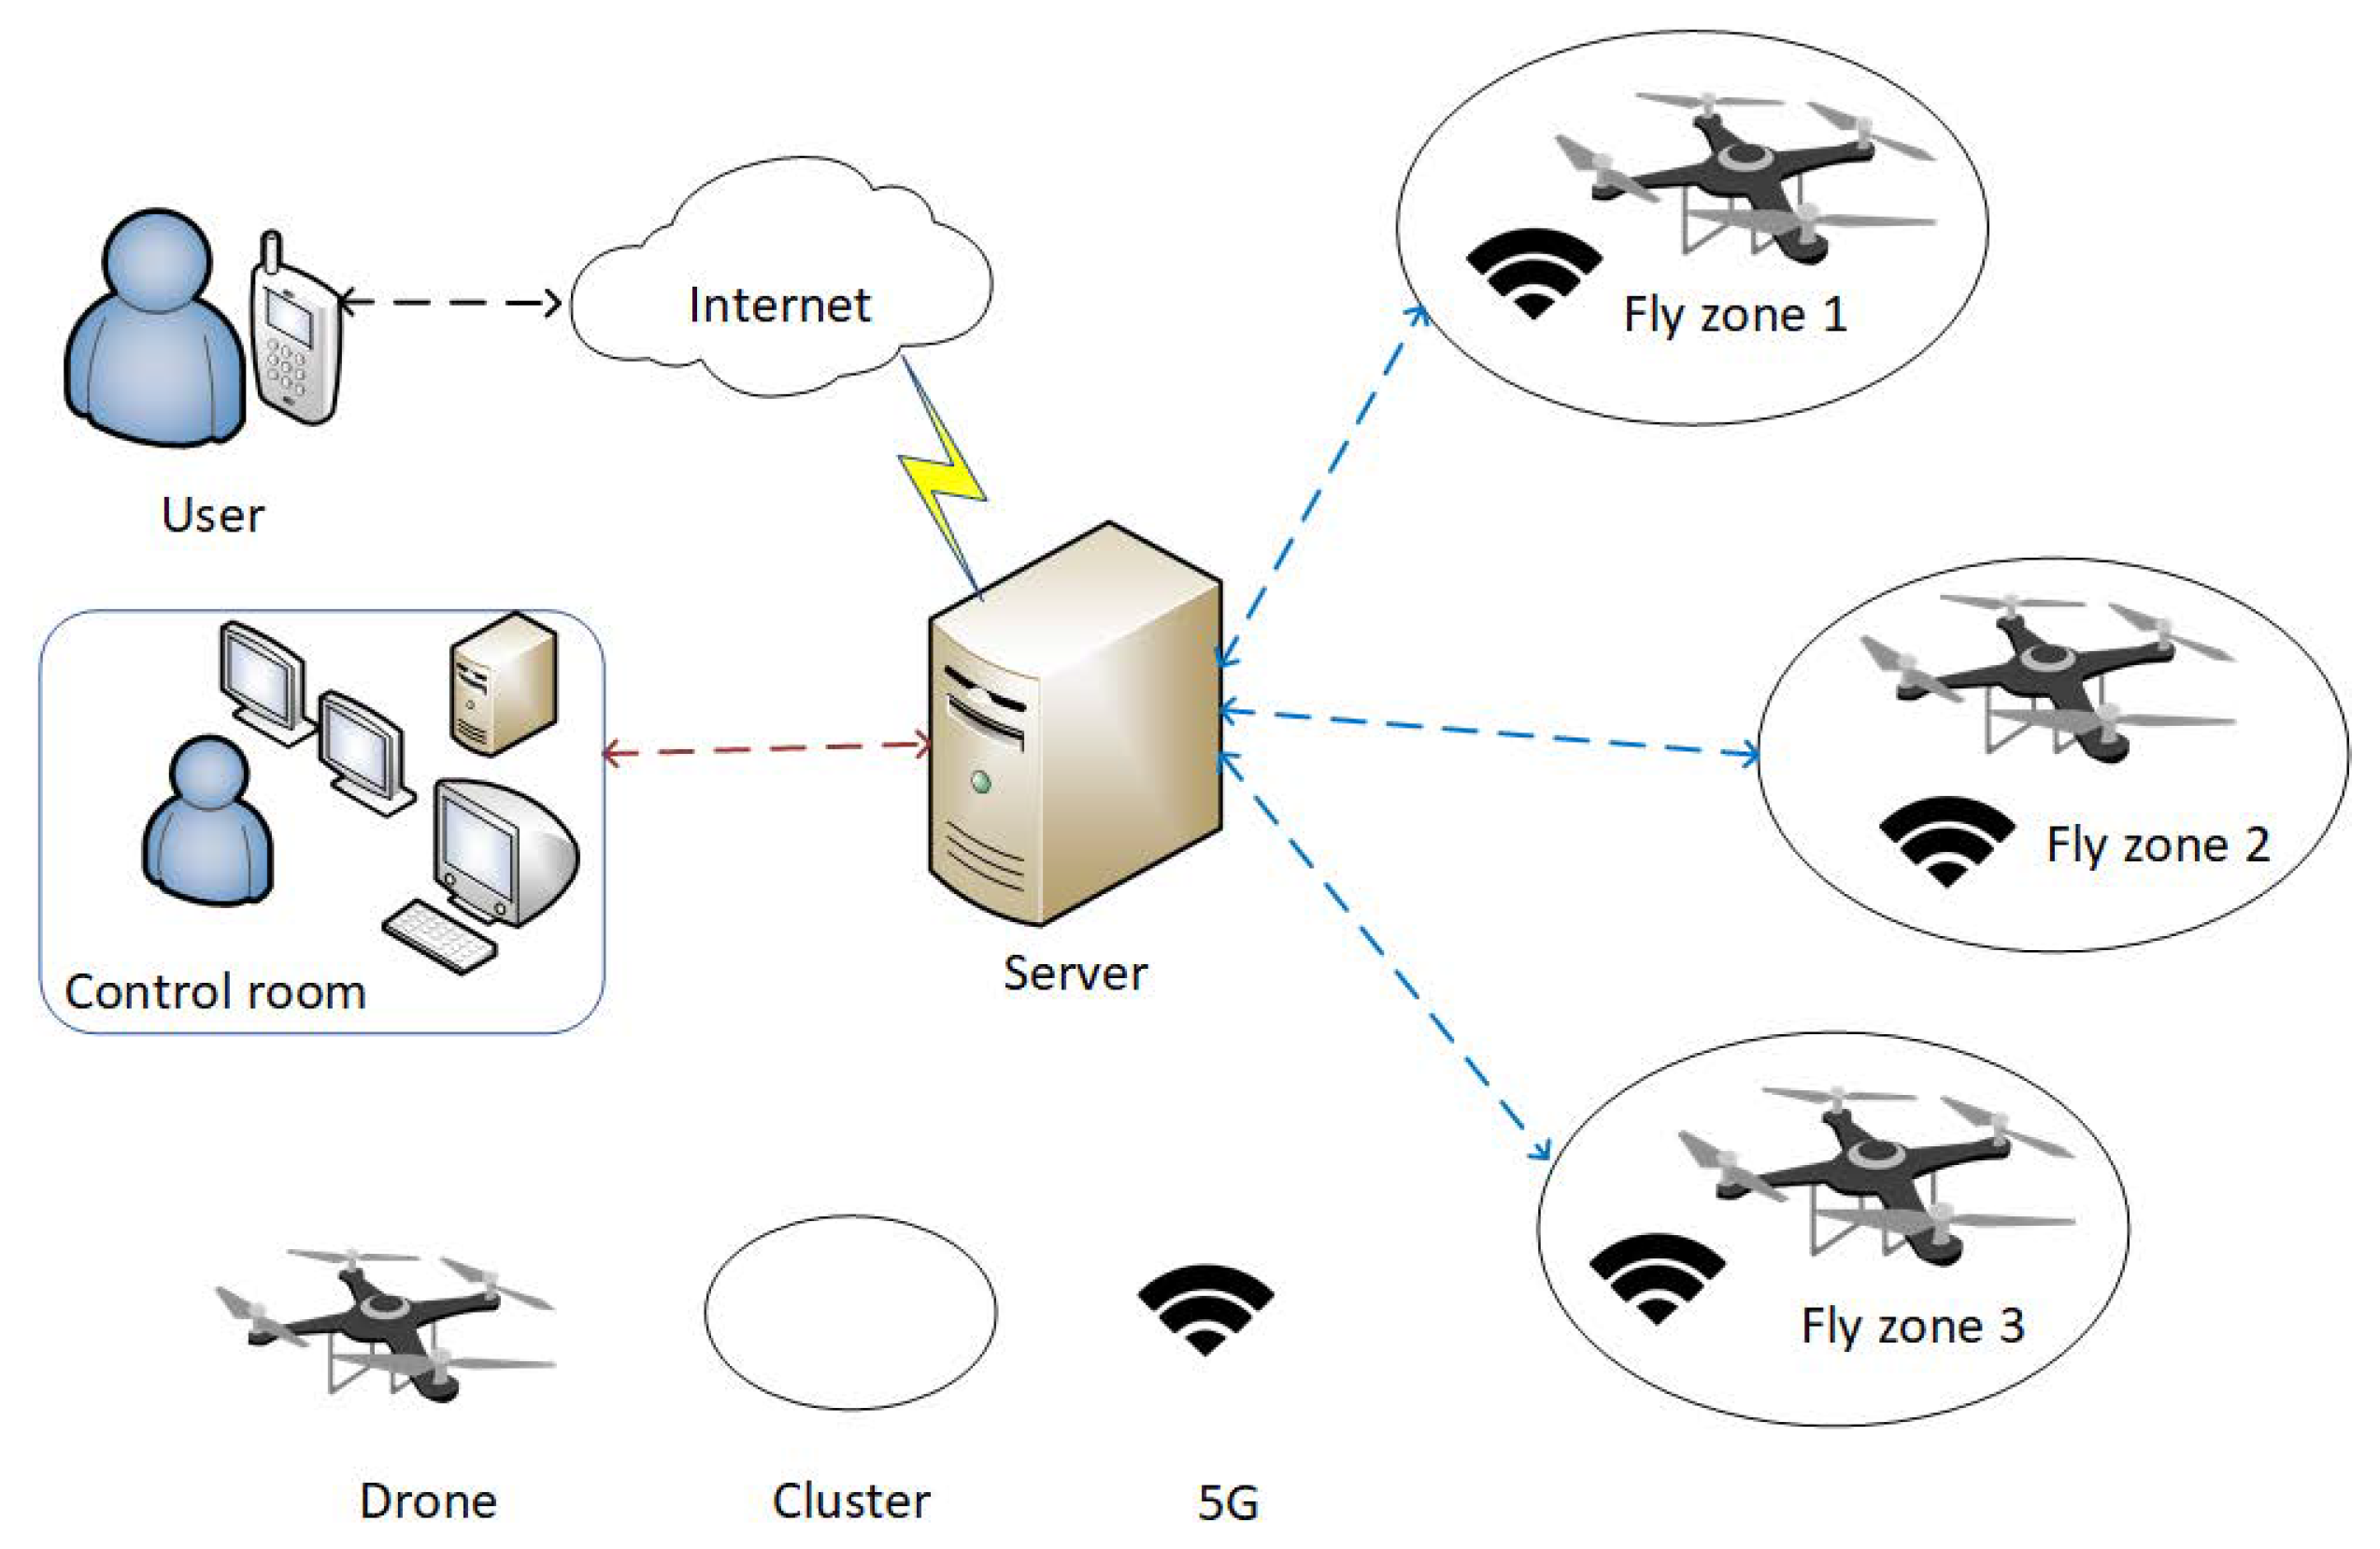 Internet
Fly zone 1
User
Fly zone 2
Server
Control room
Fly zone 3
Drone
Cluster
5G